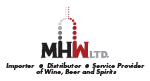 MHW LTD.
Importer • Distributor • Service Provider
of Wine, Beer and Spirits